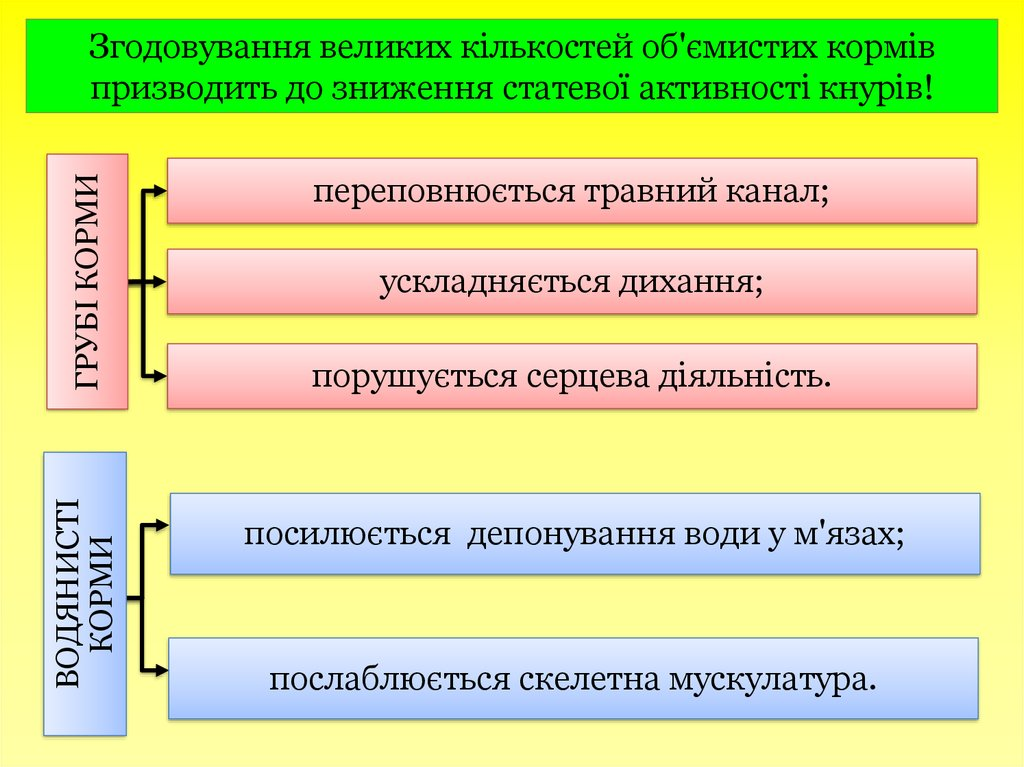 Згодовування великих кількостей об'ємистих кормів
призводить до зниження статевої активності кнурів!
ГРУБІ КОРМИ
переповнюється травний канал;
ускладняється дихання;
порушується серцева діяльність.
ВОДЯНИСТІ
КОРМИ
посилюється депонування води у м'язах;
послаблюється скелетна мускулатура.